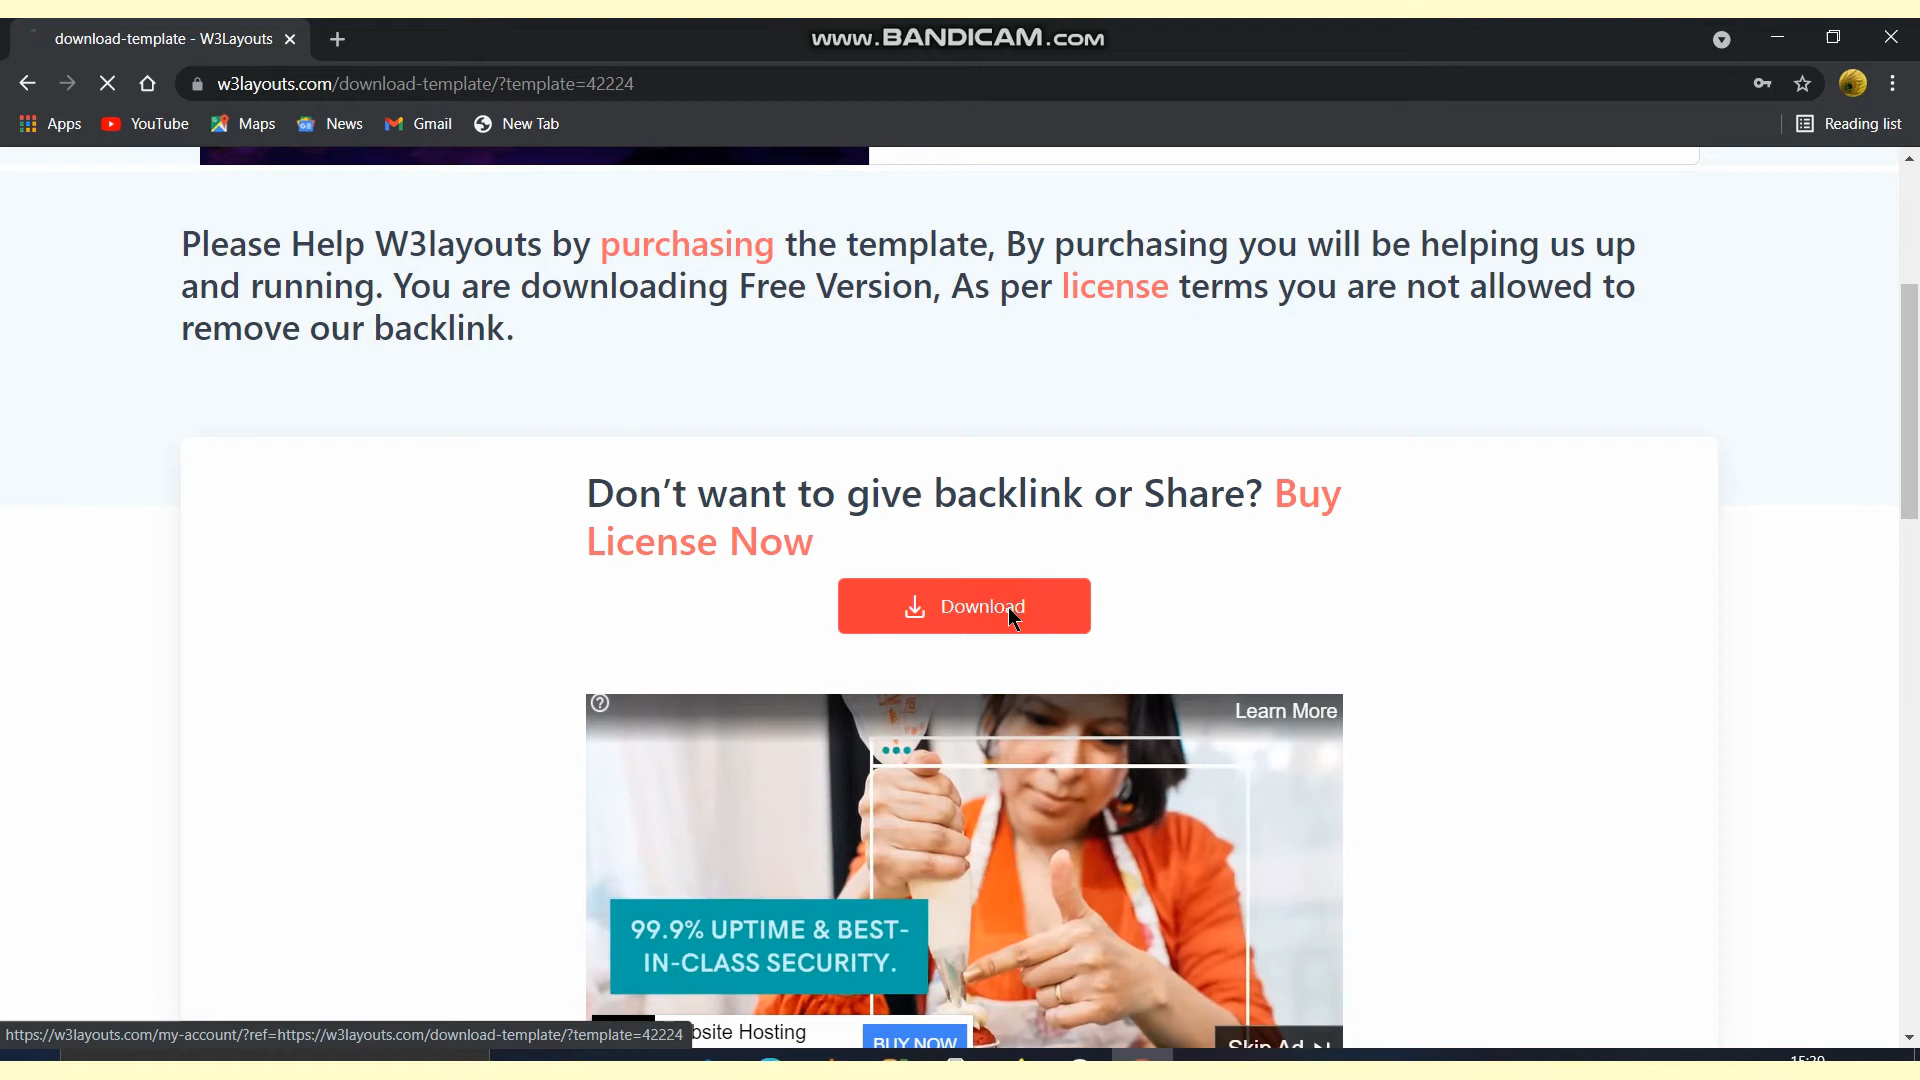 download-template - W3Layouts
www.BANDICAM.com
w3layouts.com/download-template/?template=42224
Apps YouTube Maps News Gmail New Tab Reading list
Please Help W3layouts by purchasing the template, By purchasing you will be helping us up
and running. You are downloading Free Version, As per license terms you are not allowed to
remove our backlink.
Don't want to give backlink or Share? Buy
License Now
Download
Learn More
99.9% UPTIME & BEST-
IN-CLASS SECURITY.
https://w3layouts.com/my-account/?ref=https://w3layouts.com/download-template/?template=42224
Hosting
BUY NOW
Skip Ad